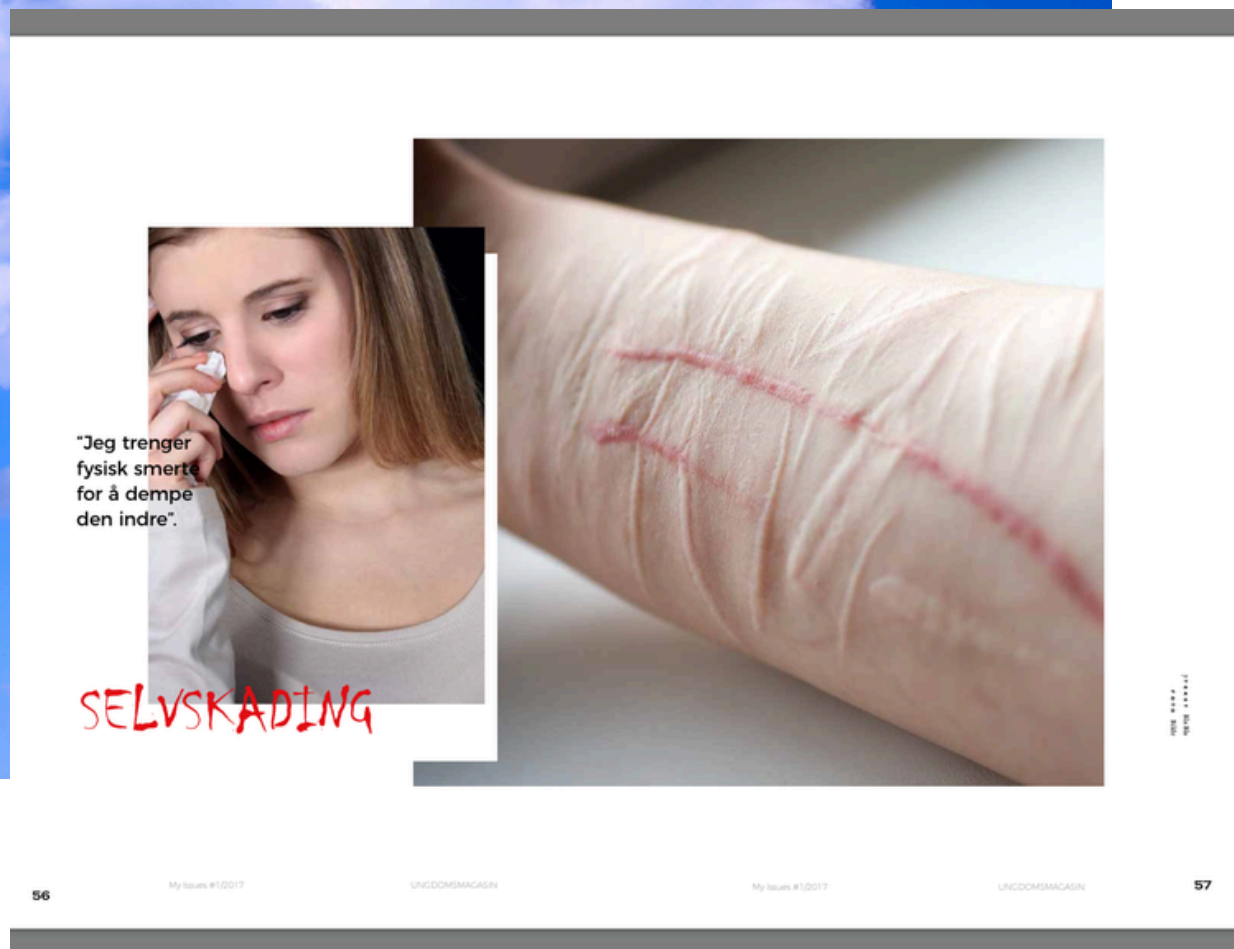 "Jeg trenger
fysisk smerte
for å dempe
den indre".
SELVSKADING
56
My Issues #1/2017
UNGDOMSMAGASIN
My Issues #1/2017
UNGDOMSMAGASIN
57